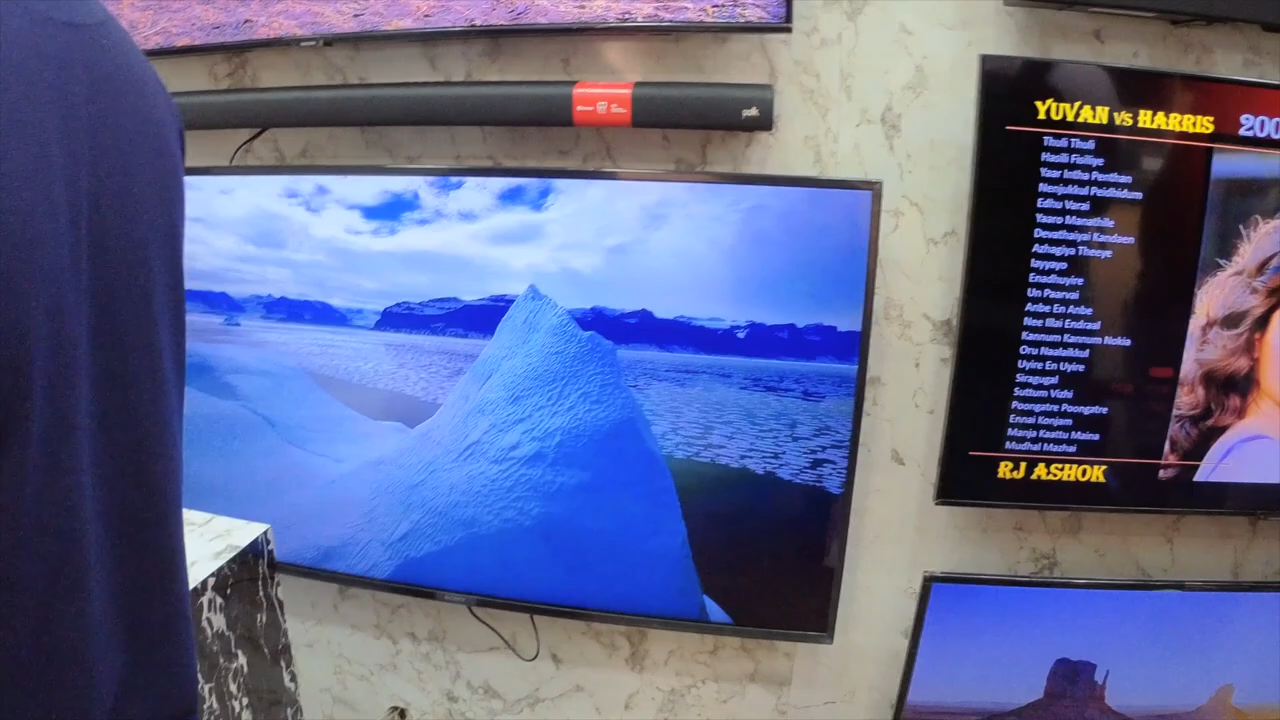 polk
YUVAN VS HARRIS 200
Thuli Thuli
Hasili Fisiliye
Yaar Intha Penthan
Nenjukkul Peidhidum
Edhu Varai
Yaaro Manathile
Devathaiyai Kandaen
Azhagiya Theeye
Iayyayo
Enadhuyire
Un Paarvai
Anbe En Anbe
Nee Illai Endraal
Kannum Kannum Nokia
Oru Naalaikkul
Uyire En Uyire
Siragugal
Suttum Vizhi
Poongatre Poongatre
Ennai Konjam
Manja Kaattu Maina
Mudhal Mazhai
RJ ASHOK